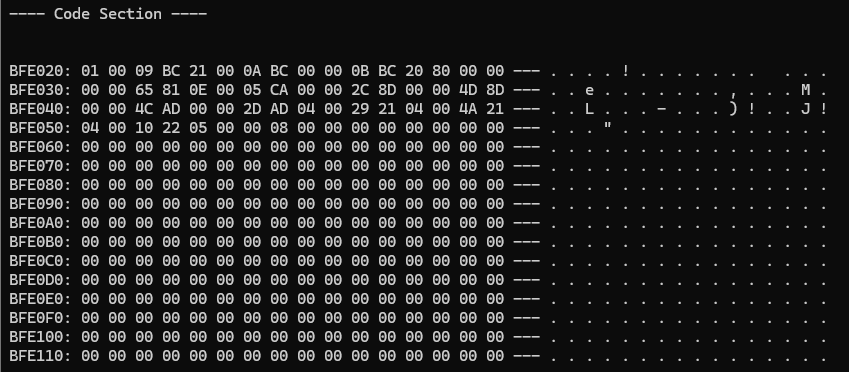 ---- Code Section ----
BFE020: 01 00 09 BC 21 00 0A BC 00 00 0B BC 20 80 00 00 --- . . . . ! . . . . . . .   . . .
BFE030: 00 00 65 81 0E 00 05 CA 00 00 2C 8D 00 00 4D 8D --- . . e . . . . . . . , . . . M .
BFE040: 00 00 4C AD 00 00 2D AD 04 00 29 21 04 00 4A 21 --- . . L . . . - . . . ) ! . . J !
BFE050: 04 00 10 22 05 00 00 08 00 00 00 00 00 00 00 00 --- . . . " . . . . . . . . . . . .
BFE060: 00 00 00 00 00 00 00 00 00 00 00 00 00 00 00 00 --- . . . . . . . . . . . . . . . .
BFE070: 00 00 00 00 00 00 00 00 00 00 00 00 00 00 00 00 --- . . . . . . . . . . . . . . . .
BFE080: 00 00 00 00 00 00 00 00 00 00 00 00 00 00 00 00 --- . . . . . . . . . . . . . . . .
BFE090: 00 00 00 00 00 00 00 00 00 00 00 00 00 00 00 00 --- . . . . . . . . . . . . . . . .
BFE0A0: 00 00 00 00 00 00 00 00 00 00 00 00 00 00 00 00 --- . . . . . . . . . . . . . . . .
BFE0B0: 00 00 00 00 00 00 00 00 00 00 00 00 00 00 00 00 --- . . . . . . . . . . . . . . . .
BFE0C0: 00 00 00 00 00 00 00 00 00 00 00 00 00 00 00 00 --- . . . . . . . . . . . . . . . .
BFE0D0: 00 00 00 00 00 00 00 00 00 00 00 00 00 00 00 00 --- . . . . . . . . . . . . . . . .
BFE0E0: 00 00 00 00 00 00 00 00 00 00 00 00 00 00 00 00 --- . . . . . . . . . . . . . . . .
BFE0F0: 00 00 00 00 00 00 00 00 00 00 00 00 00 00 00 00 --- . . . . . . . . . . . . . . . .
BFE100: 00 00 00 00 00 00 00 00 00 00 00 00 00 00 00 00 --- . . . . . . . . . . . . . . . .
BFE110: 00 00 00 00 00 00 00 00 00 00 00 00 00 00 00 00 --- . . . . . . . . . . . . . . . .